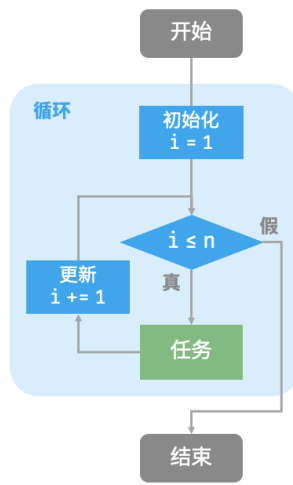 开始
循环
初始化
i = 1
i ≤ n
假
真
更新
i += 1
任务
结束